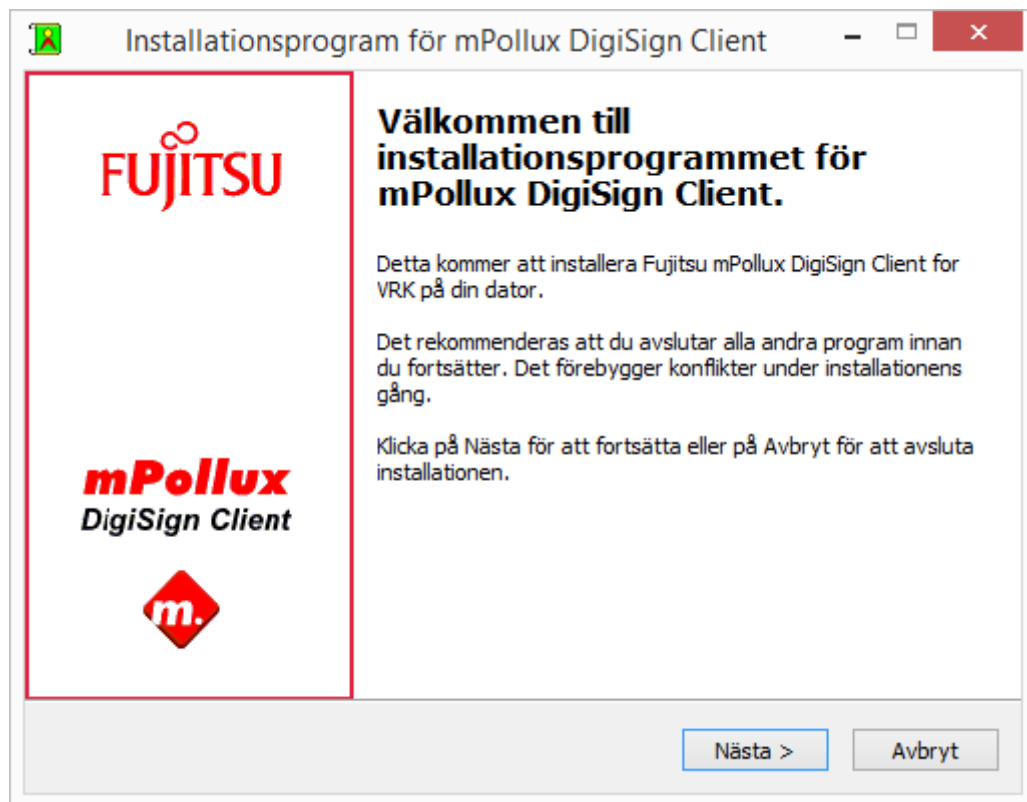 Installationsprogram för mPollux DigiSign Client
FUJITSU
Välkommen till
installationsprogrammet för
mPollux DigiSign Client.
Detta kommer att installera Fujitsu mPollux DigiSign Client for
VRK på din dator.
Det rekommenderas att du avslutar alla andra program innan
du fortsätter. Det förebygger konflikter under installationens
gång.
Klicka på Nästa för att fortsätta eller på Avbryt för att avsluta
installationen.
mPollux
DigiSign Client
m.
Nästa >
Avbryt